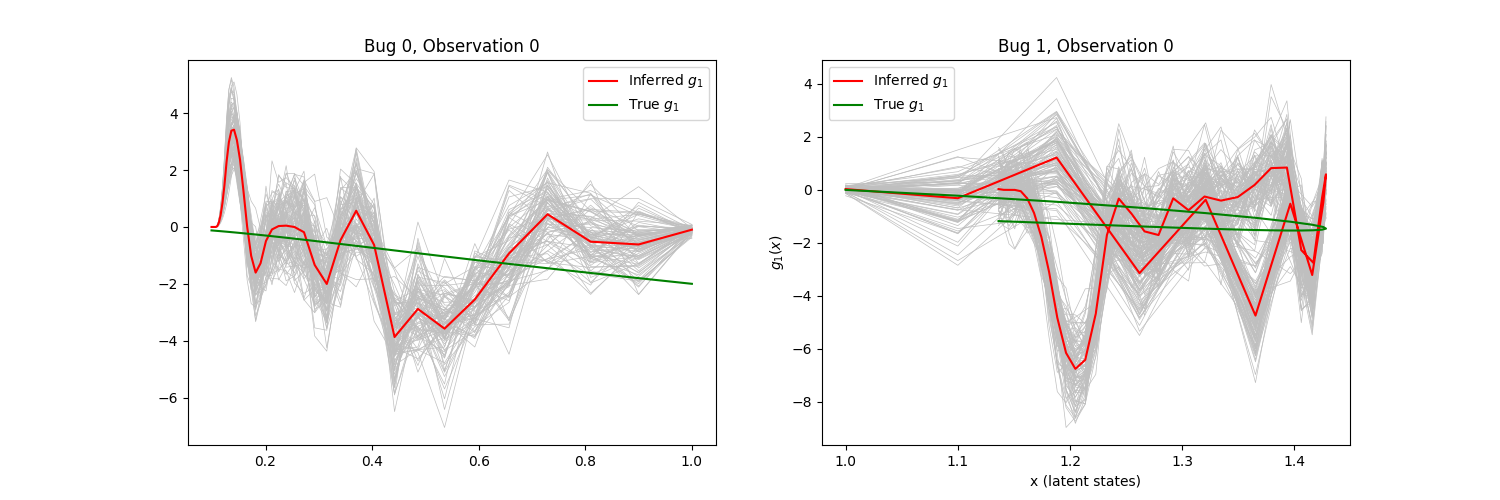 Bug 0, Observation 0
Inferred g₁
True g₁
4
2
0
−2
−4
−6
0.2
0.4
0.6
0.8
1.0
Bug 1, Observation 0
Inferred g₁
True g₁
g₁(x)
4
2
0
−2
−4
−6
−8
1.0
1.1
1.2
1.3
1.4
x (latent states)